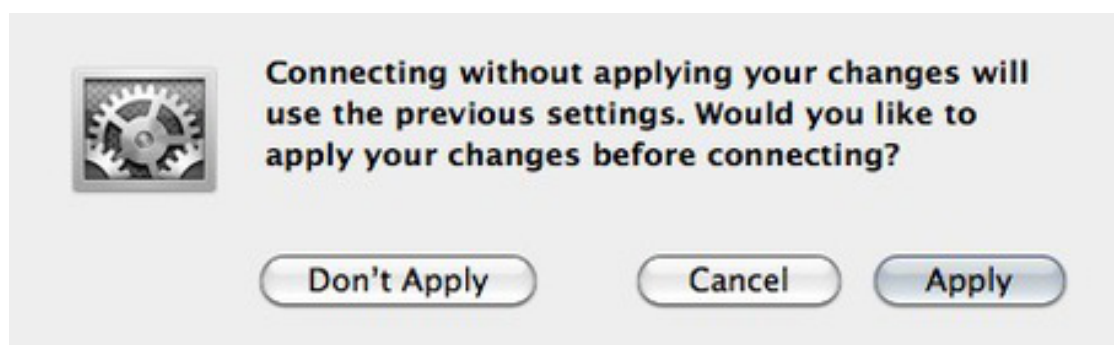 Connecting without applying your changes will
use the previous settings. Would you like to
apply your changes before connecting?
Don't Apply Cancel Apply